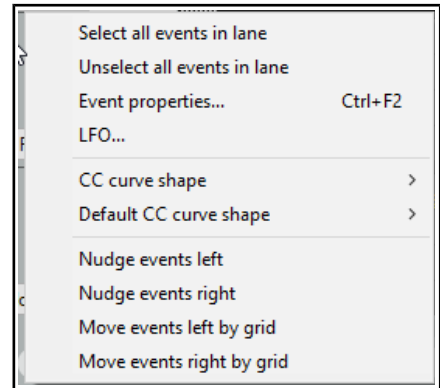 Select all events in lane
Unselect all events in lane
Event properties... Ctrl+F2
LFO...
CC curve shape >
Default CC curve shape >
Nudge events left
Nudge events right
Move events left by grid
Move events right by grid